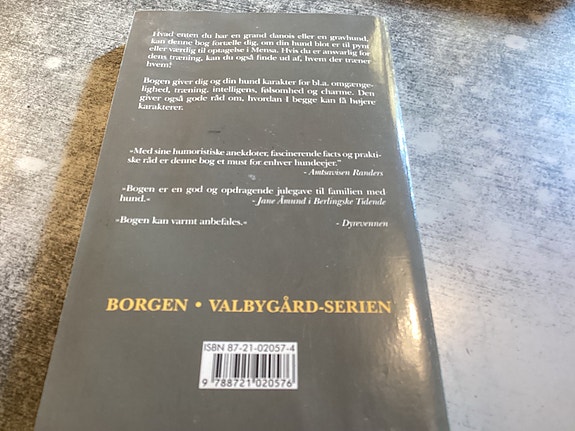 Hvad enten du har en grand danois eller en gravhund,
kan denne bog fortælle dig, om din hund blot er til pynt
eller værdig til optagelse i Mensa. Hvis du er ansvarlig for
dens træning, kan du også finde ud af, hvem der træner
hvem!
Bogen giver dig og din hund karakter for bl.a. omgænge-
lighed, træning, intelligens, følsomhed og charme. Den
giver også gode råd om, hvordan I begge kan få højere
karakterer.
»Med sine humoristiske anekdoter, fascinerende facts og prakti-
ske råd er denne bog et must for enhver hundeejer.”
- Amtsavisen Randers
»Bogen er en god og opdragende julegave til familien med
hund.« - Jane Åmund i Berlingske Tidende
»Bogen kan varmt anbefales.« - Dyrevennen
BORGEN • VALBYGÅRD-SERIEN
ISBN 87-21-02057-4
9 788721 020576